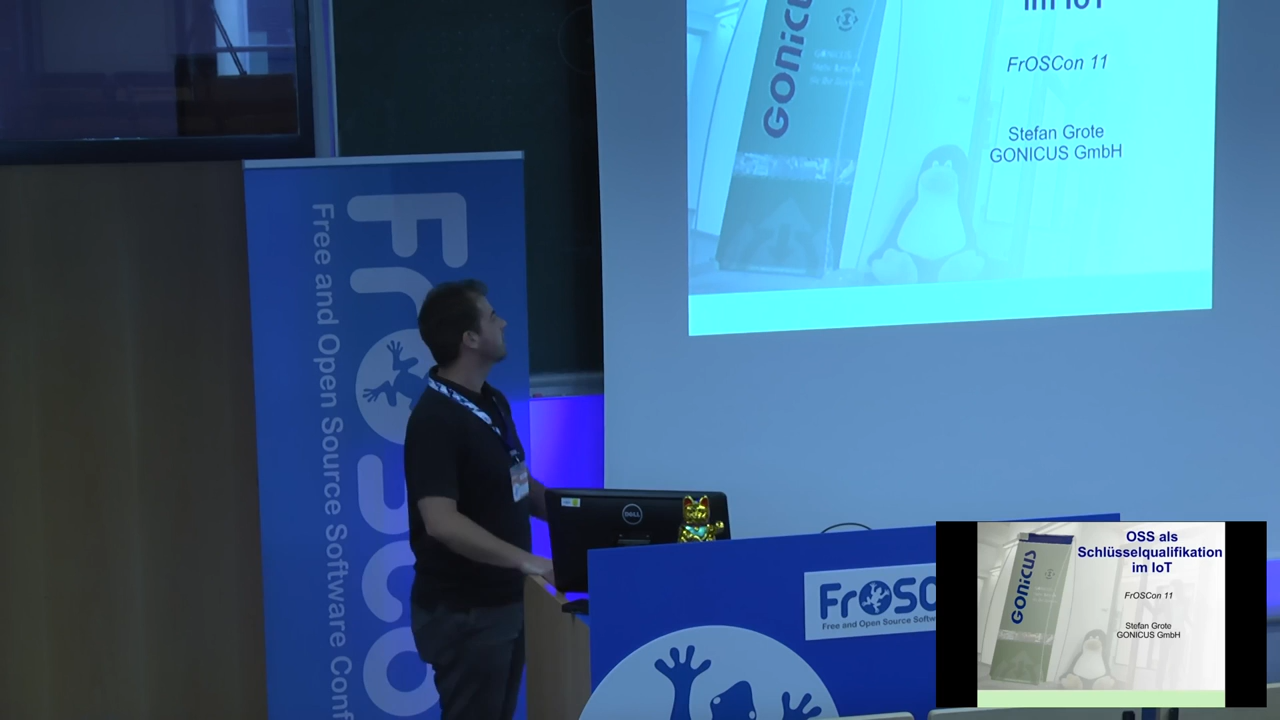 im IoT
GONICUS
FrOSCon 11
Stefan Grote
GONICUS GmbH
FrOSCo
Free and Open Source Software Conf
DELL
FrOSC
Free and Open Source Softw
OSS als
Schlüsselqualifikation
im IoT
GONICUS
FrOSCon 11
Stefan Grote
GONICUS GmbH